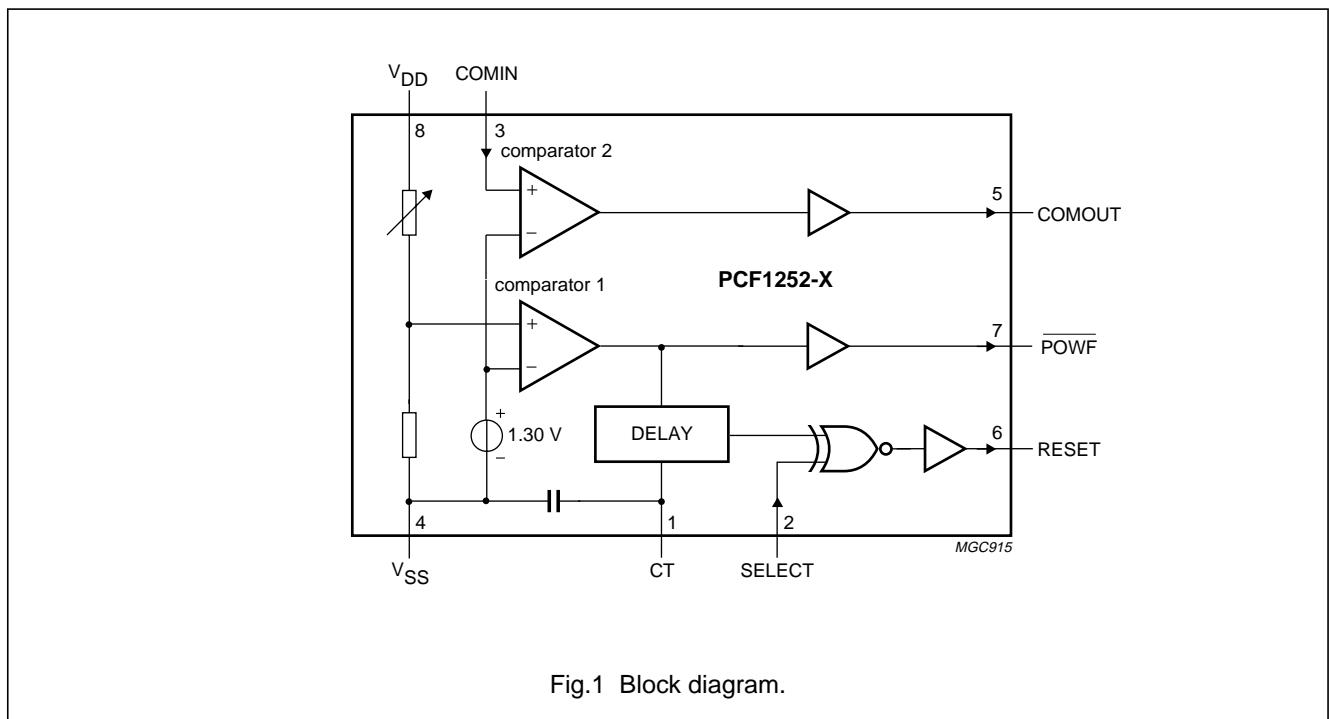 VDD COMIN
8 3
comparator 2
+
−
5
COMOUT
PCF1252-X
comparator 1
+
−
7
POWF
+
1.30 V
−
DELAY
6
RESET
4 1 2
MGC915
VSS CT SELECT
Fig.1 Block diagram.